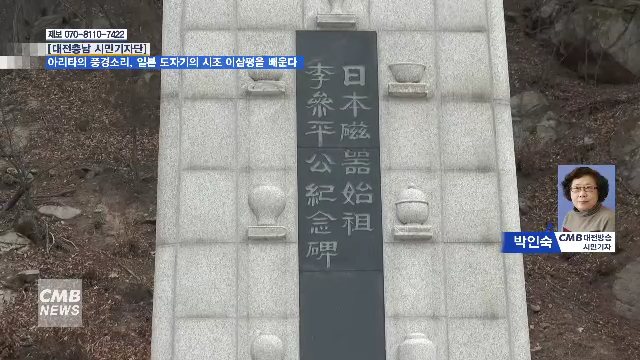 제보 070-8110-7422
[대전충남 시민기자단]
아리타의 풍경소리, 일본 도자기의 시조 이삼평을 배운다
日本磁器始祖
李參平公紀念碑
박인숙
CMB 대전방송
시민기자
CMB
NEWS